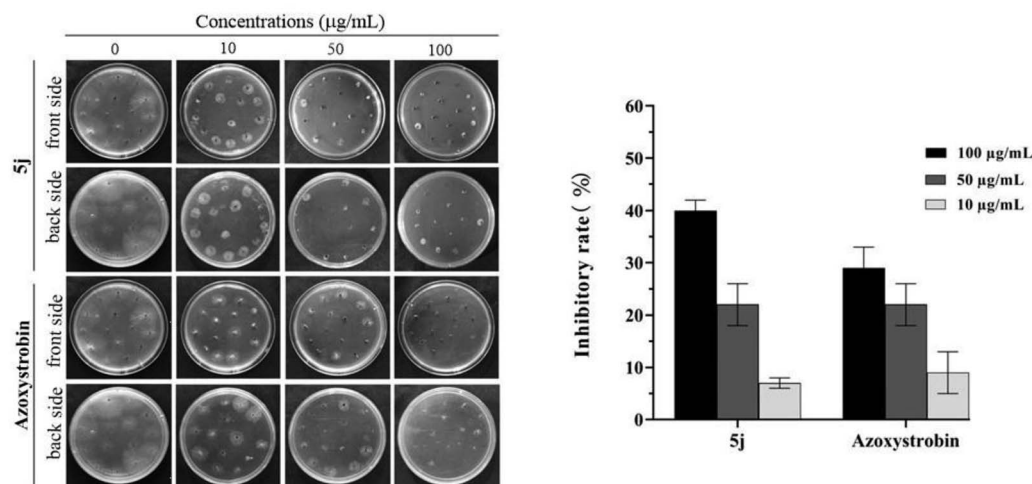 Concentrations (μg/mL)
0 10 50 100
5j
front side
back side
Azoxystrobin
front side
back side
60
50
40
30
20
10
0
Inhibitory rate( %)
100 μg/mL
50 μg/mL
10 μg/mL
5j Azoxystrobin